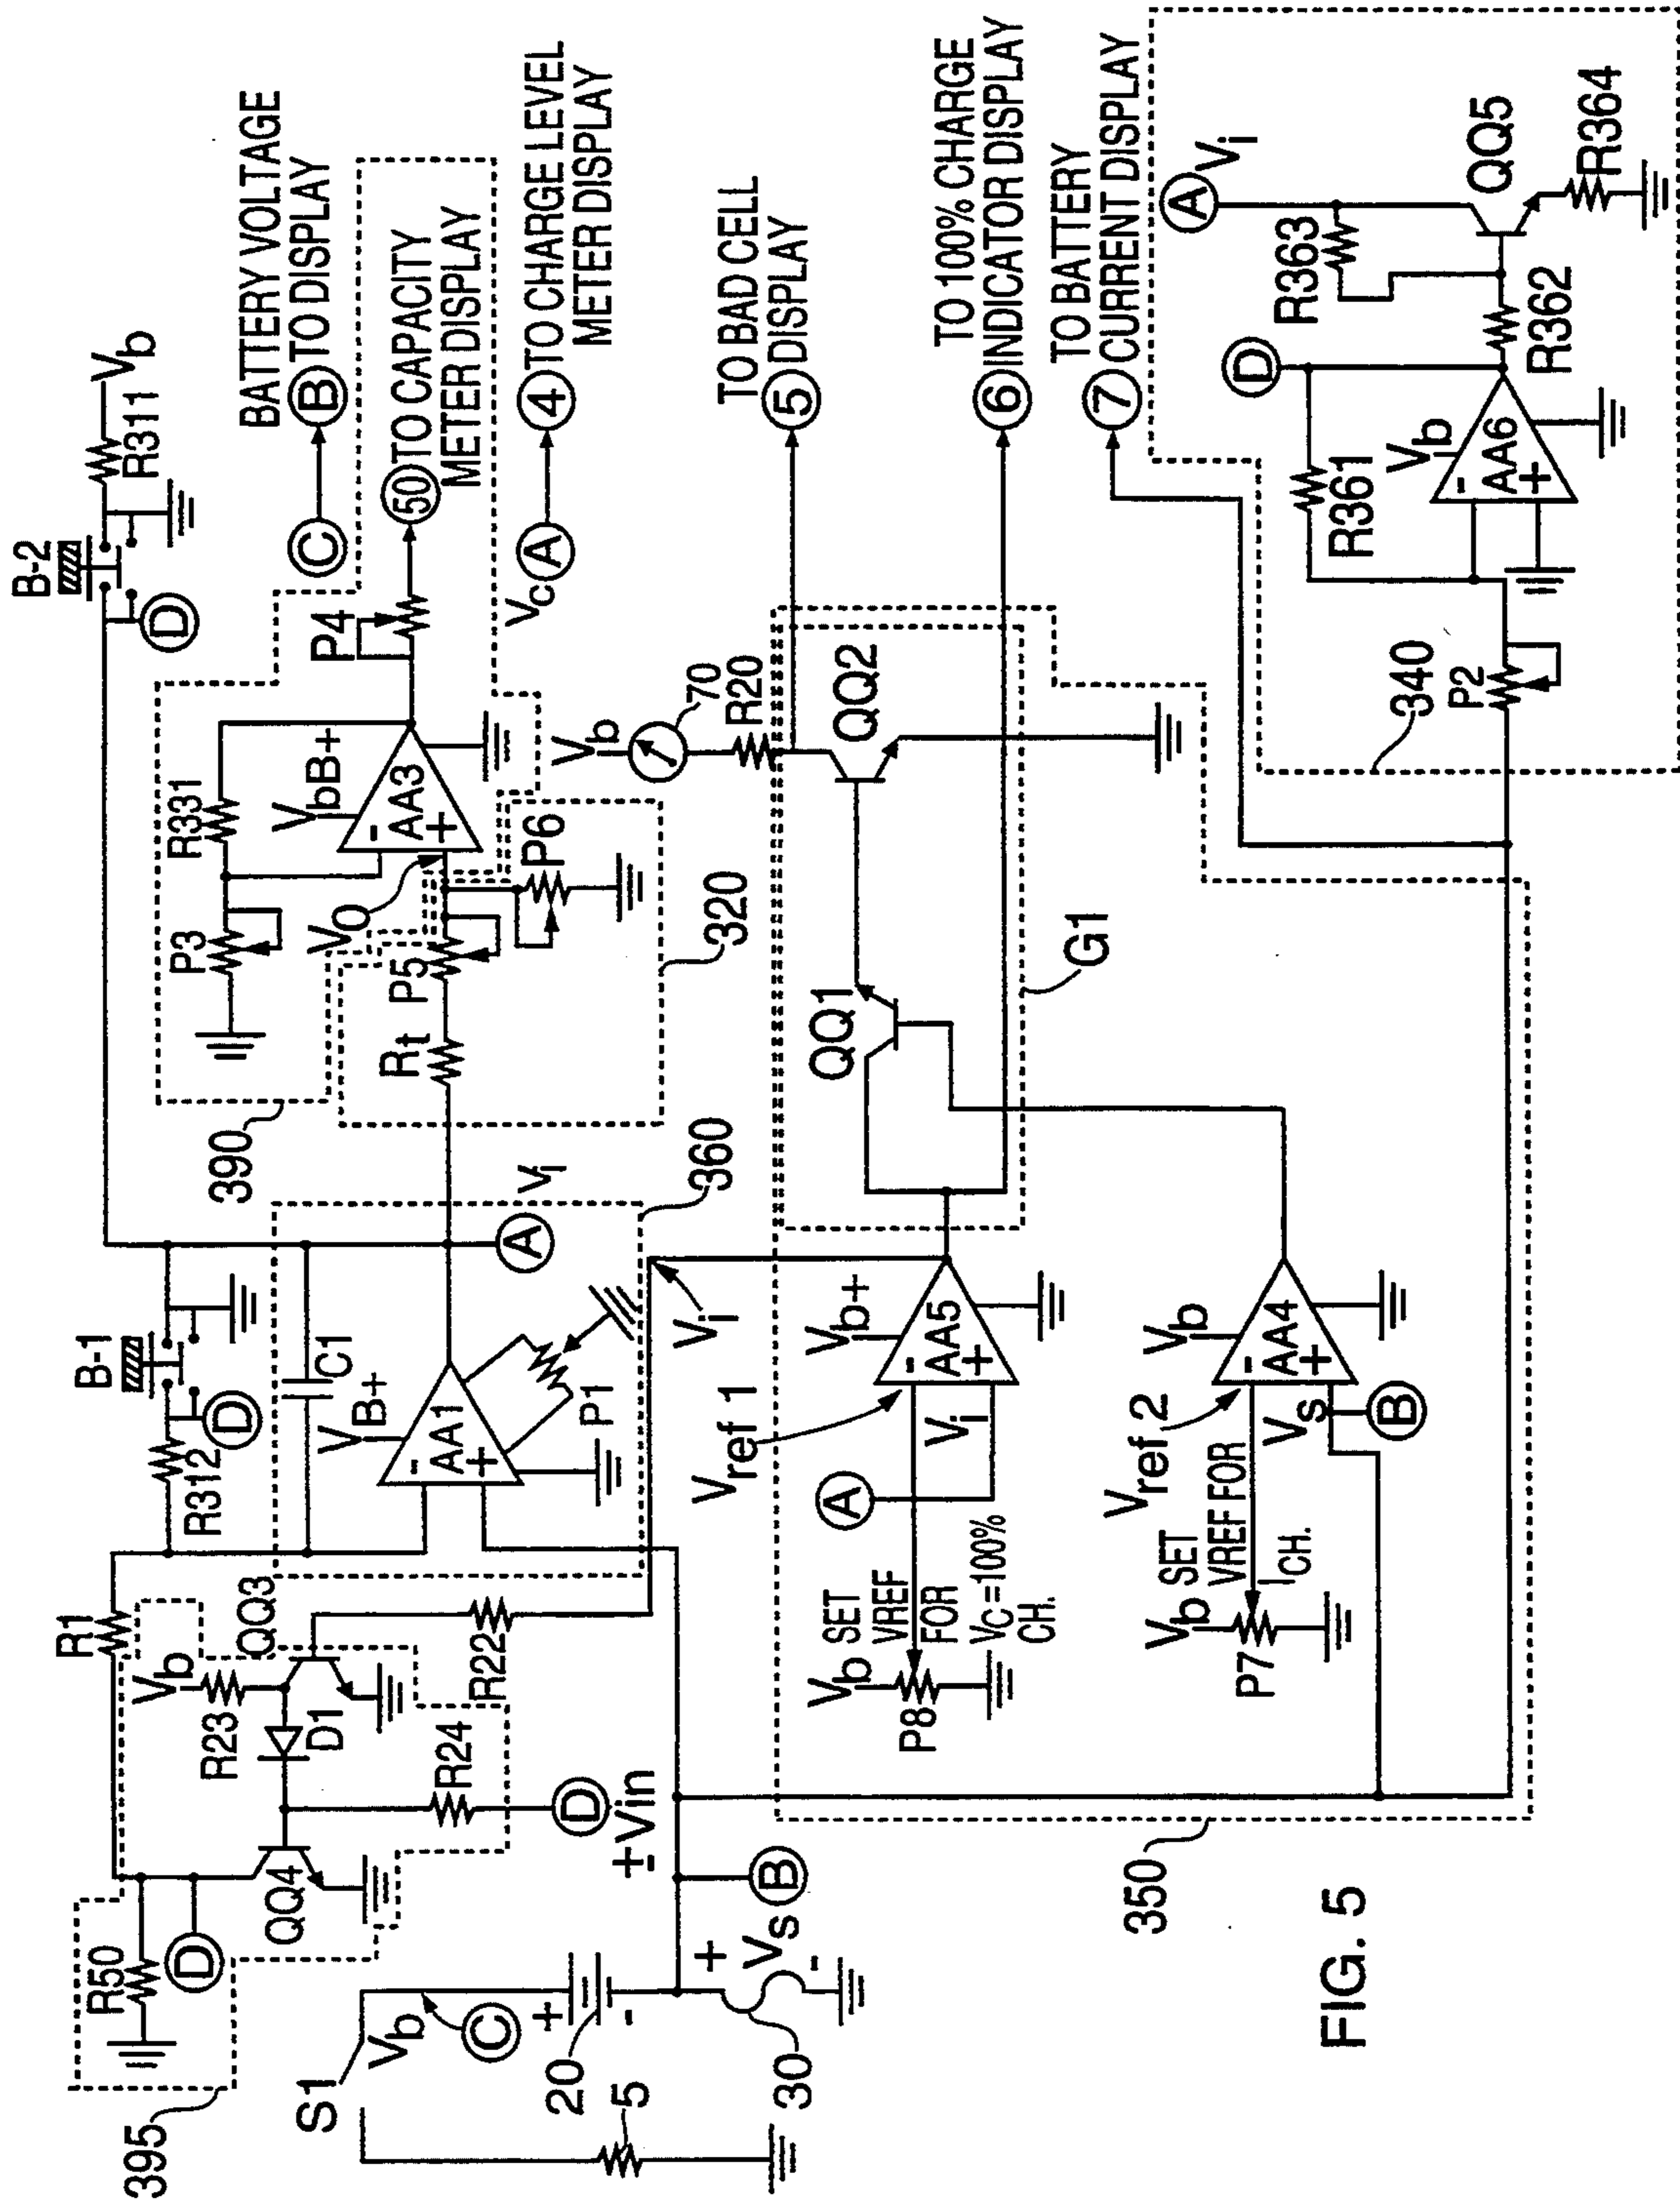 B-2
D
R311
Vb
BATTERY VOLTAGE
C
B TO DISPLAY
50 TO CAPACITY
METER DISPLAY
Vc
A
4 TO CHARGE LEVEL
METER DISPLAY
TO BAD CELL
5 DISPLAY
TO 100% CHARGE
6 INDICATOR DISPLAY
TO BATTERY
7 CURRENT DISPLAY
P4
R331
P3
VbB+
-
AA3
+
Vo
390
Rt
P5
P6
320
Vb
70
R20
QQ2
QQ1
G1
B-1
D
R312
C1
VB+
-
AA1
+
P1
A
Vi
360
R1
QQ3
Vb
R23
D1
R22
R24
D
±Vin
QQ4
R50
D
395
S1
Vb
C
+
-
20
5
30
+
Vs
-
B
Vi
Vref 1
Vb+
-
AA5
+
Vi
A
SET
VREF
FOR
Vc=100%
CH.
Vb
P8
Vref 2
Vb
-
AA4
+
Vs
B
SET
VREF FOR
ICH.
Vb
P7
350
340
P2
R361
D
Vb
-
AA6
+
R362
R363
A
Vi
QQ5
R364
FIG. 5